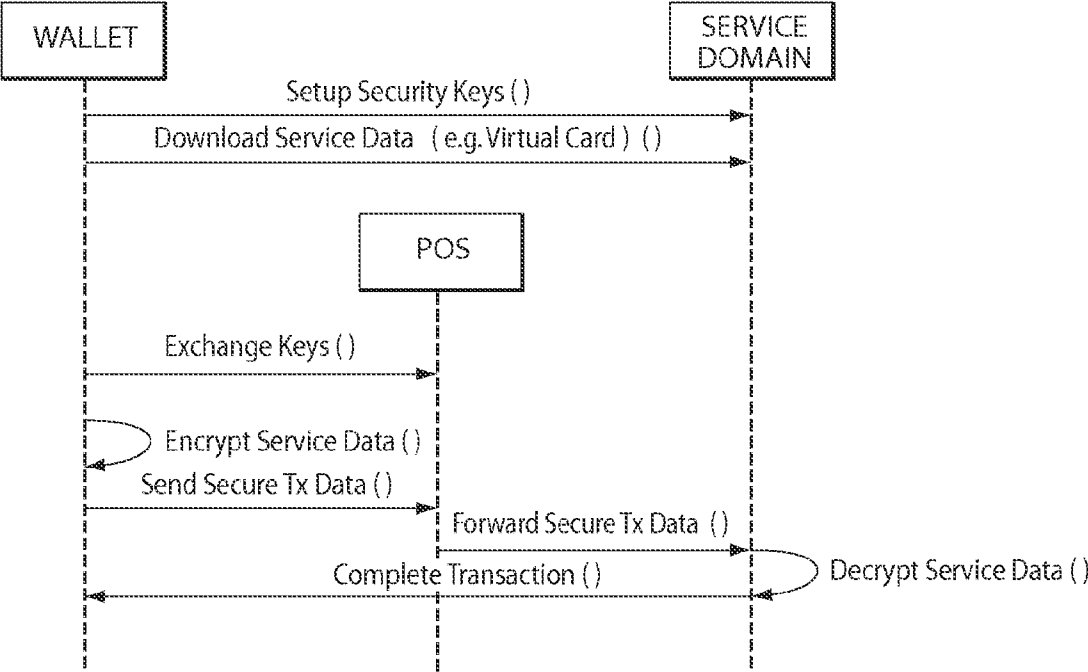 WALLET
SERVICE
DOMAIN
Setup Security Keys ( )
Download Service Data ( e.g. Virtual Card ) ( )
POS
Exchange Keys ( )
Encrypt Service Data ( )
Send Secure Tx Data ( )
Forward Secure Tx Data ( )
Decrypt Service Data ( )
Complete Transaction ( )